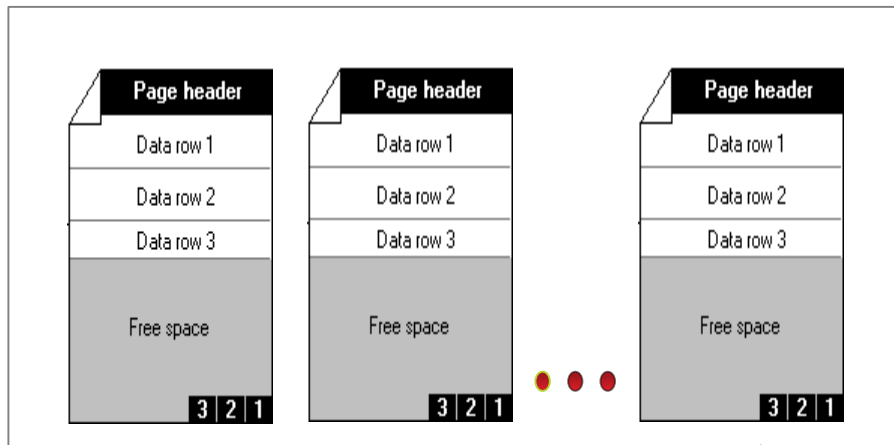 Page header
Data row 1
Data row 2
Data row 3
Free space
3 2 1
Page header
Data row 1
Data row 2
Data row 3
Free space
3 2 1
Page header
Data row 1
Data row 2
Data row 3
Free space
3 2 1